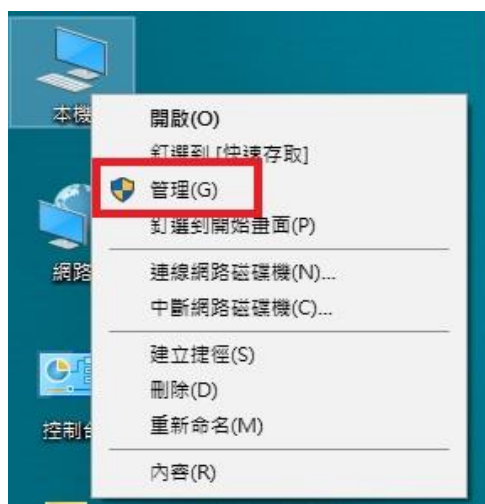 本機
開啟(O)
釘選到 [快速存取]
管理(G)
釘選到開始畫面(P)
網路
連線網路磁碟機(N)...
中斷網路磁碟機(C)...
建立捷徑(S)
刪除(D)
控制台
重新命名(M)
內容(R)